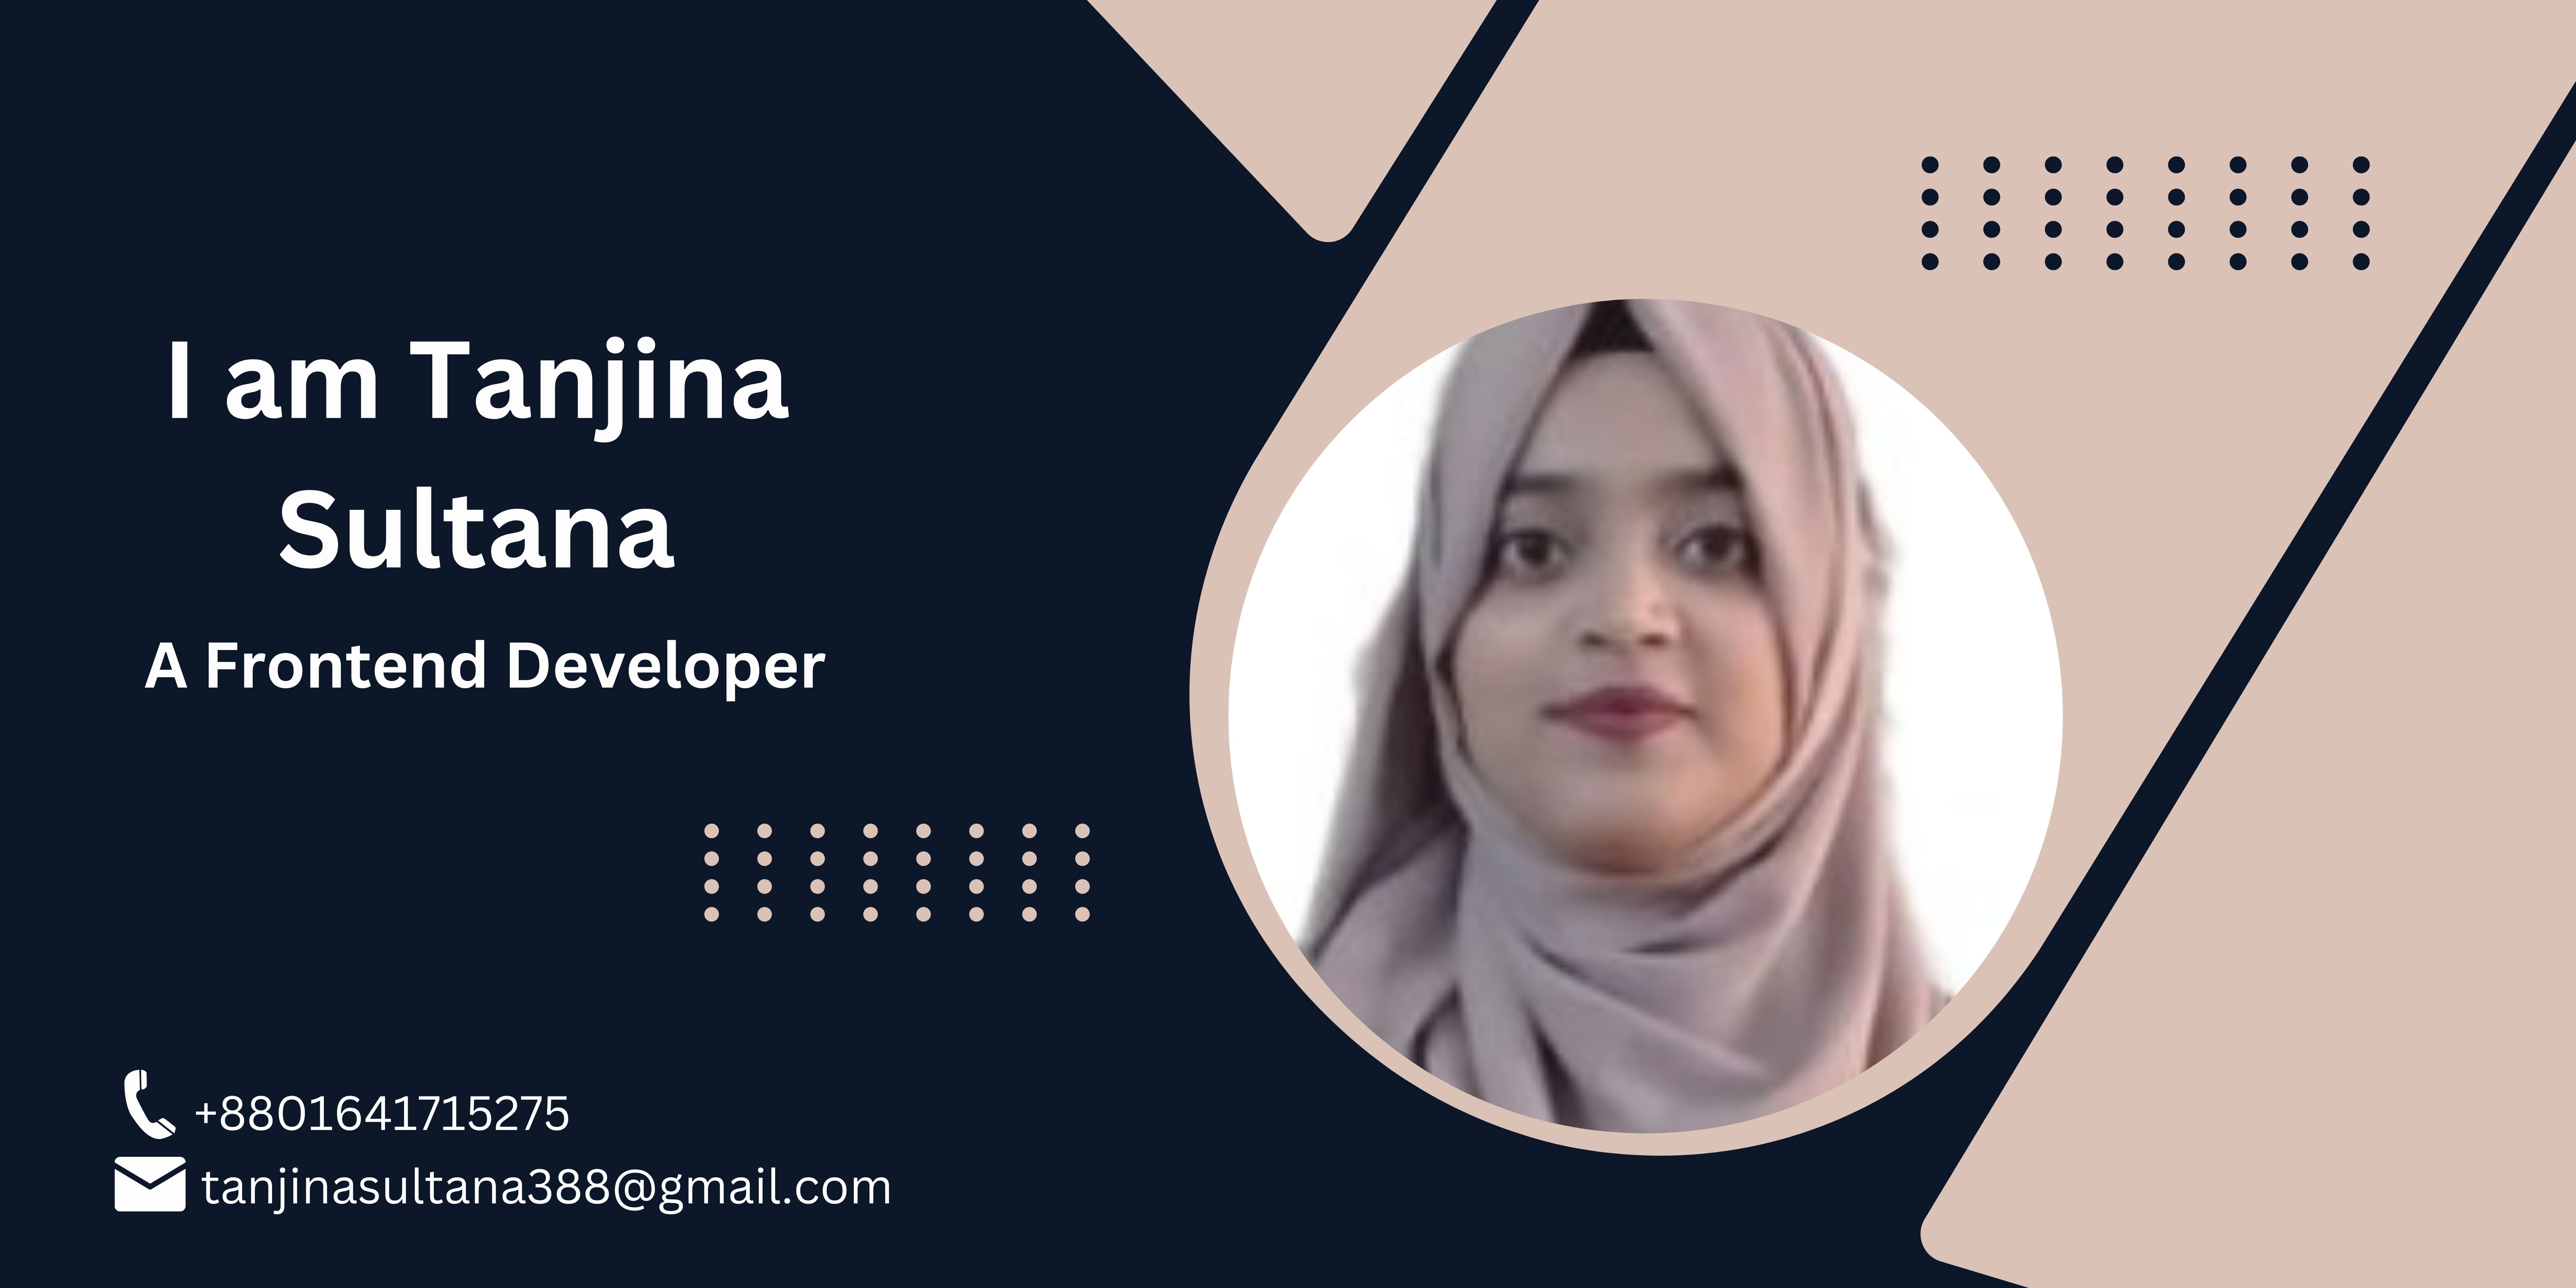 I am Tanjina
Sultana
A Frontend Developer
+8801641715275
tanjinasultana388@gmail.com